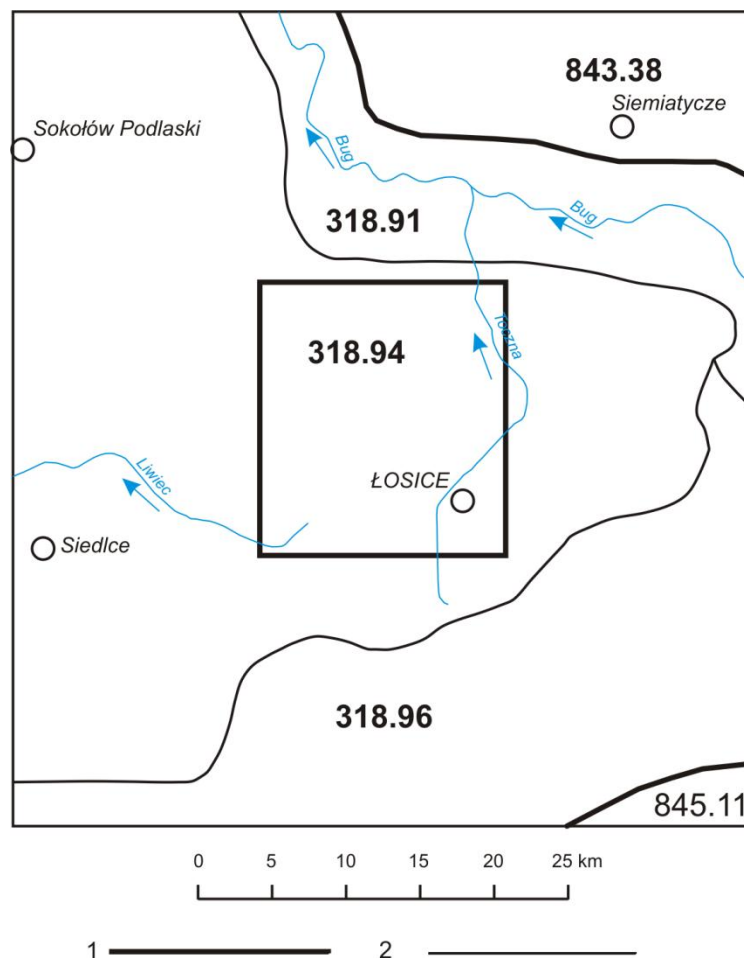 843.38
Siemiatycze
Sokołów Podlaski
Bug
Bug
318.91
Toczna
318.94
ŁOSICE
Liwiec
Siedlce
318.96
845.11
0 5 10 15 20 25 km
1 2